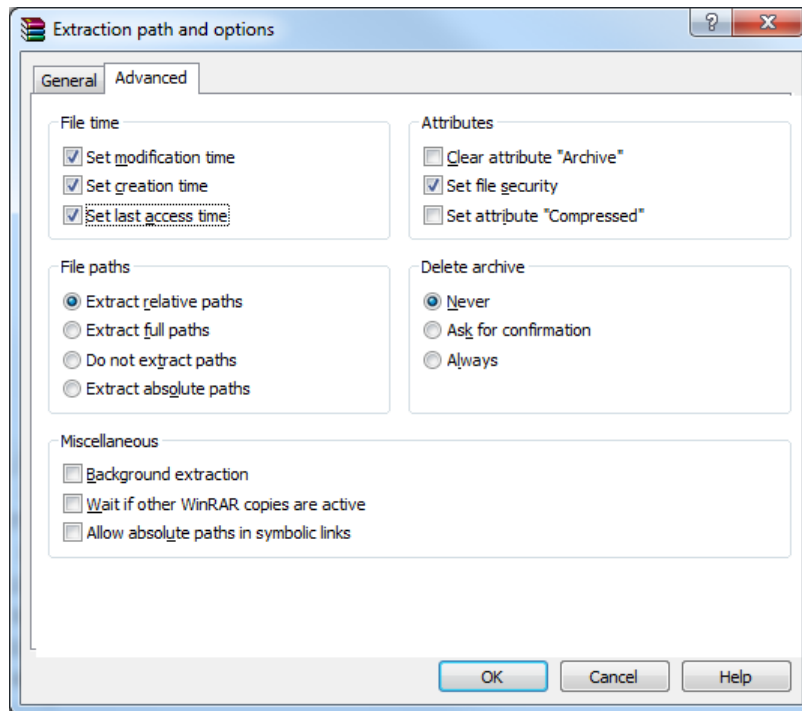 Extraction path and options
General
Advanced
File time
Set modification time
Set creation time
Set last access time
Attributes
Clear attribute "Archive"
Set file security
Set attribute "Compressed"
File paths
Extract relative paths
Extract full paths
Do not extract paths
Extract absolute paths
Delete archive
Never
Ask for confirmation
Always
Miscellaneous
Background extraction
Wait if other WinRAR copies are active
Allow absolute paths in symbolic links
OK
Cancel
Help